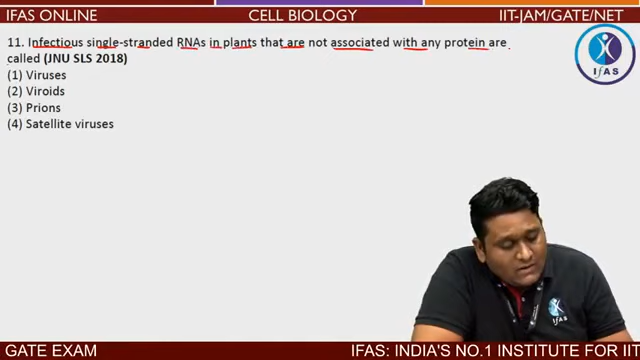 IFAS ONLINE
CELL BIOLOGY
IIT-JAM/GATE/NET
11. Infectious single-stranded RNAs in plants that are not associated with any protein are
called (JNU SLS 2018)
(1) Viruses
(2) Viroids
(3) Prions
(4) Satellite viruses
IFAS
IFAS
GATE EXAM
IFAS: INDIA'S NO.1 INSTITUTE FOR IIT